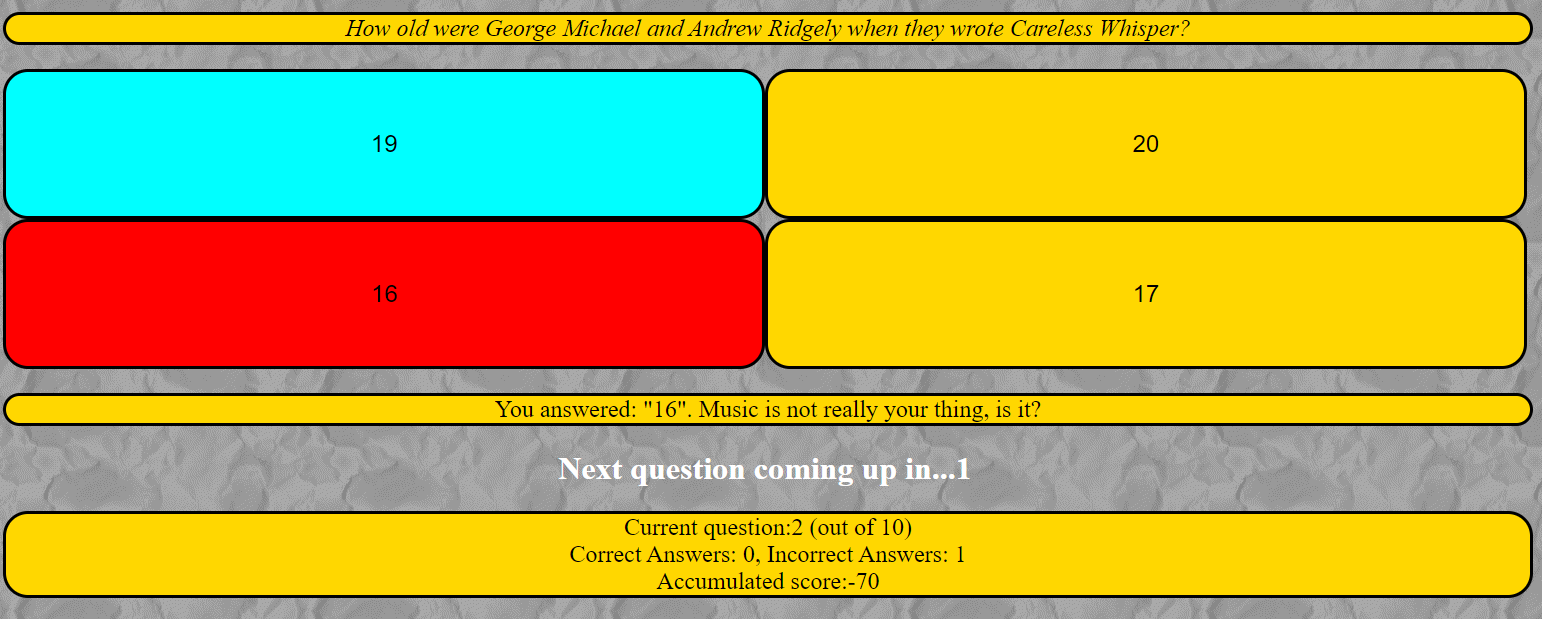 How old were George Michael and Andrew Ridgely when they wrote Careless Whisper?
19
20
16
17
You answered: "16". Music is not really your thing, is it?
Next question coming up in...1
Current question:2 (out of 10)
Correct Answers: 0, Incorrect Answers: 1
Accumulated score:-70